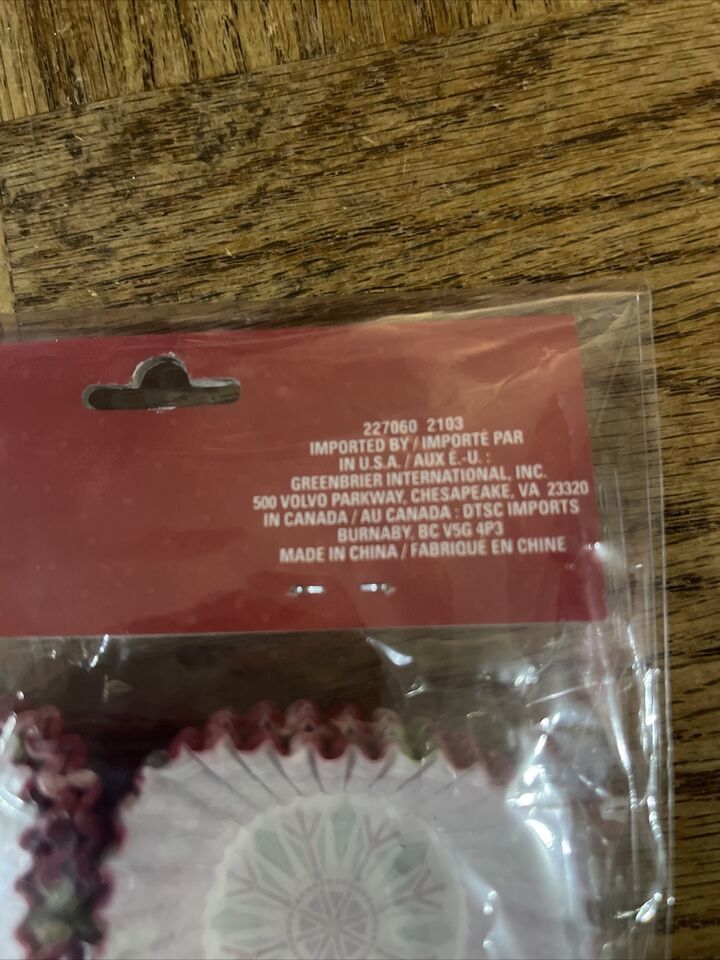 227060 2103
IMPORTED BY / IMPORTÉ PAR
IN U.S.A. / AUX É.-U. :
GREENBRIER INTERNATIONAL, INC.
500 VOLVO PARKWAY, CHESAPEAKE, VA 23320
IN CANADA / AU CANADA : DTSC IMPORTS
BURNABY, BC V5G 4P3
MADE IN CHINA / FABRIQUÉ EN CHINE